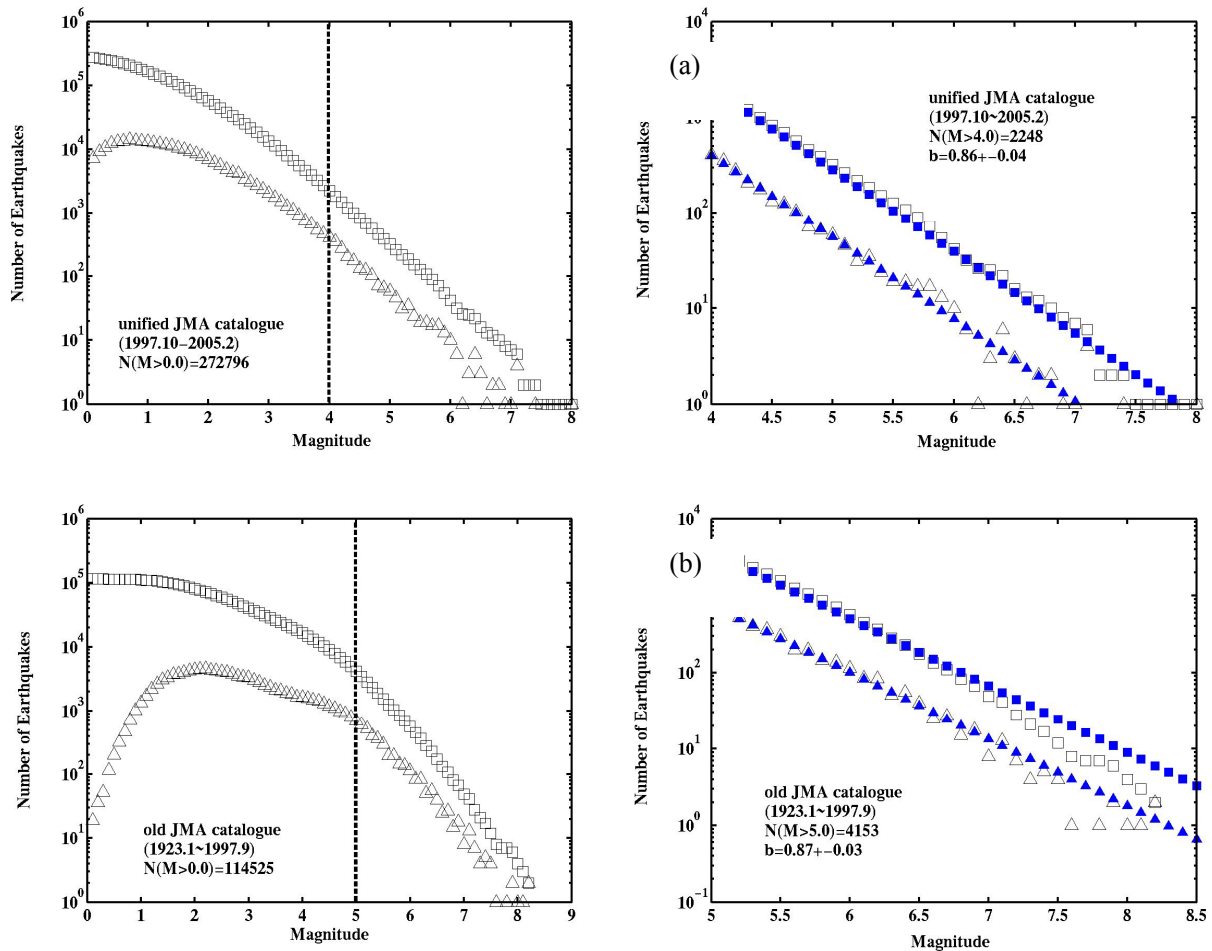 10^6
10^5
10^4
10^3
10^2
10^1
10^0
Number of Earthquakes
unified JMA catalogue
(1997.10−2005.2)
N(M>0.0)=272796
0 1 2 3 4 5 6 7 8
Magnitude
(a)
10^4
10^2
10^1
10^0
Number of Earthquakes
unified JMA catalogue
(1997.10~2005.2)
N(M>4.0)=2248
b=0.86+−0.04
4 4.5 5 5.5 6 6.5 7 7.5 8
Magnitude
10^6
10^5
10^4
10^3
10^2
10^1
10^0
Number of Earthquakes
old JMA catalogue
(1923.1~1997.9)
N(M>0.0)=114525
0 1 2 3 4 5 6 7 8 9
Magnitude
(b)
10^4
10^2
10^1
10^0
10^−1
Number of Earthquakes
old JMA catalogue
(1923.1~1997.9)
N(M>5.0)=4153
b=0.87+−0.03
5 5.5 6 6.5 7 7.5 8 8.5
Magnitude